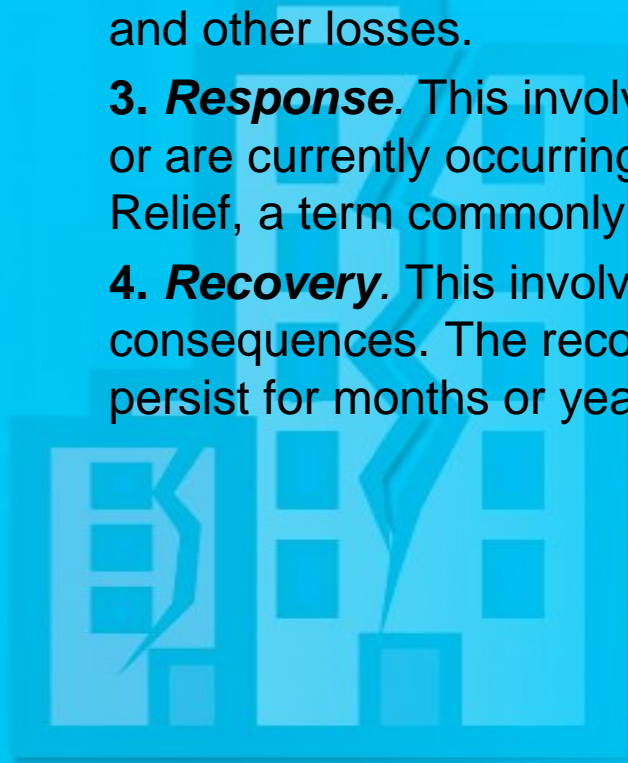 and other losses.
3. Response. This involv
or are currently occurring
Relief, a term commonly
4. Recovery. This involv
consequences. The reco
persist for months or yea